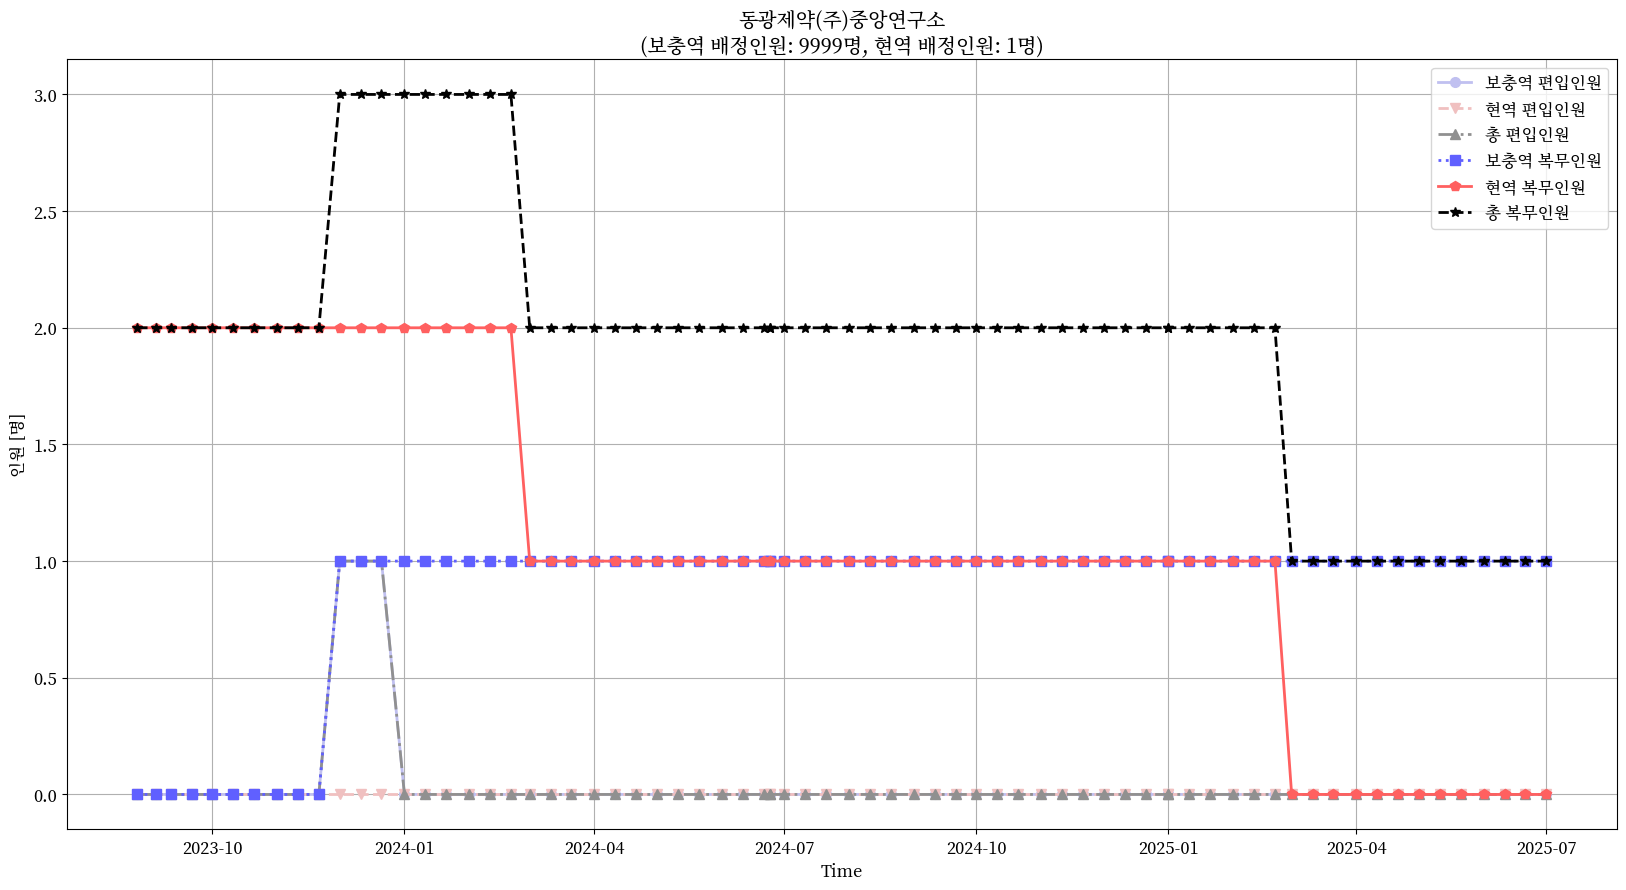 동광제약(주)중앙연구소
(보충역 배정인원: 9999명, 현역 배정인원: 1명)
보충역 편입인원
현역 편입인원
총 편입인원
보충역 복무인원
현역 복무인원
총 복무인원
인원 [명]
3.0
2.5
2.0
1.5
1.0
0.5
0.0
2023-10
2024-01
2024-04
2024-07
2024-10
2025-01
2025-04
2025-07
Time